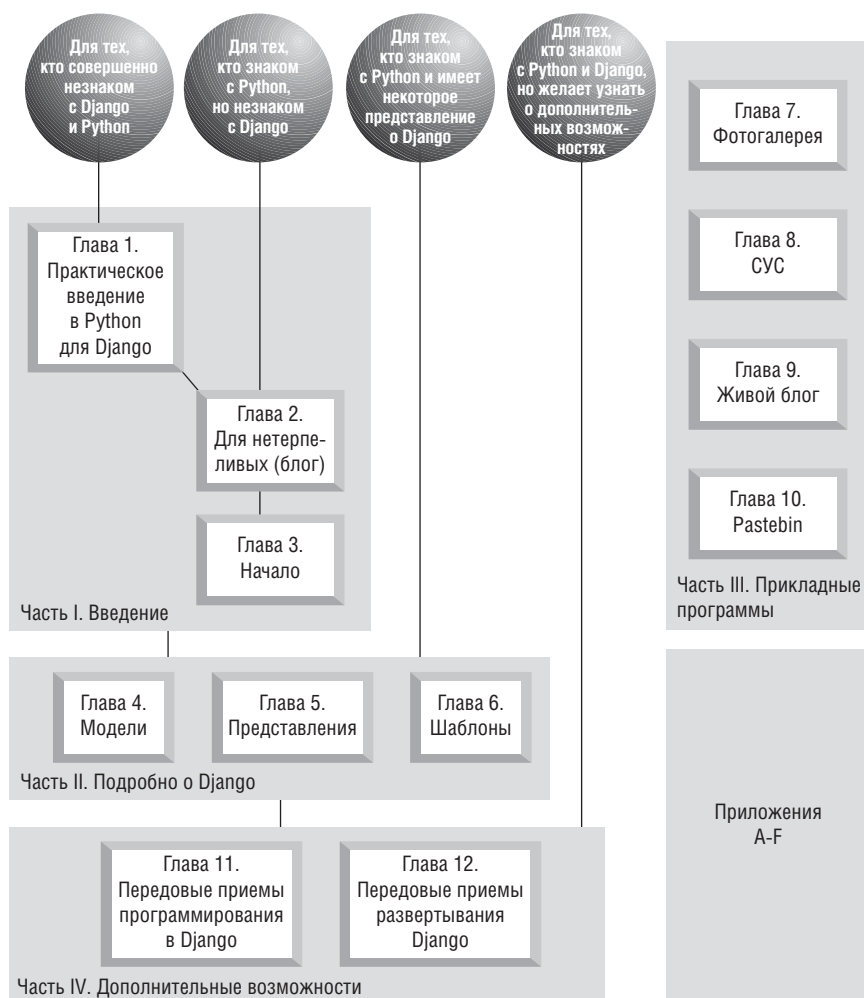 Для тех,
кто совершенно
незнаком
с Django
и Python
Для тех,
кто знаком
с Python,
но незнаком
с Django
Для тех,
кто знаком
с Python и имеет
некоторое
представление
о Django
Для тех,
кто знаком
с Python и Django,
но желает узнать
о дополнитель-
ных возмож-
ностях
Глава 1.
Практическое
введение
в Python
для Django
Глава 2.
Для нетерпе-
ливых (блог)
Глава 3.
Начало
Часть I. Введение
Глава 4.
Модели
Глава 5.
Представления
Глава 6.
Шаблоны
Часть II. Подробно о Django
Глава 11.
Передовые приемы
программирования
в Django
Глава 12.
Передовые приемы
развертывания
Django
Часть IV. Дополнительные возможности
Глава 7.
Фотогалерея
Глава 8.
СУС
Глава 9.
Живой блог
Глава 10.
Pastebin
Часть III. Прикладные
программы
Приложения
A-F